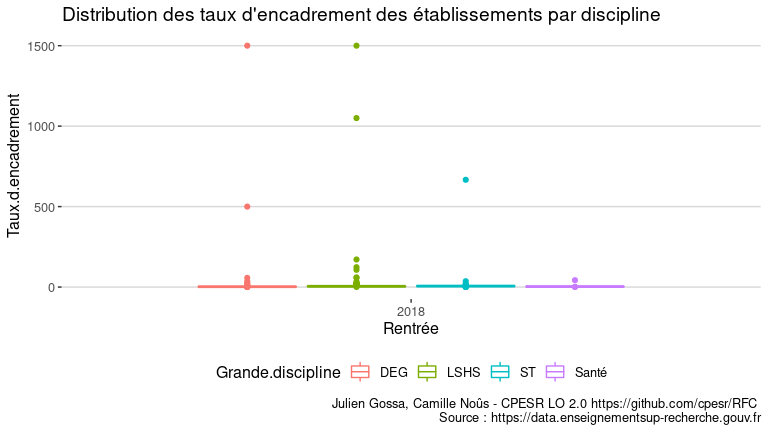 Distribution des taux d'encadrement des établissements par discipline
Taux.d.encadrement
1500
1000
500
0
2018
Rentrée
Grande.discipline DEG LSHS ST Santé
Julien Gossa, Camille Noûs - CPESR LO 2.0 https://github.com/cpesr/RFC
Source : https://data.enseignementsup-recherche.gouv.fr